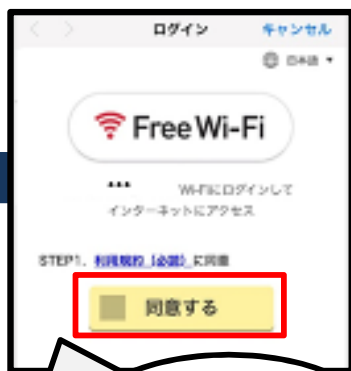 ログイン キャンセル
日本語
Free Wi-Fi
Wi-Fiにログインして
インターネットにアクセス
STEP1. 利用規約 (必読) に同意
同意する